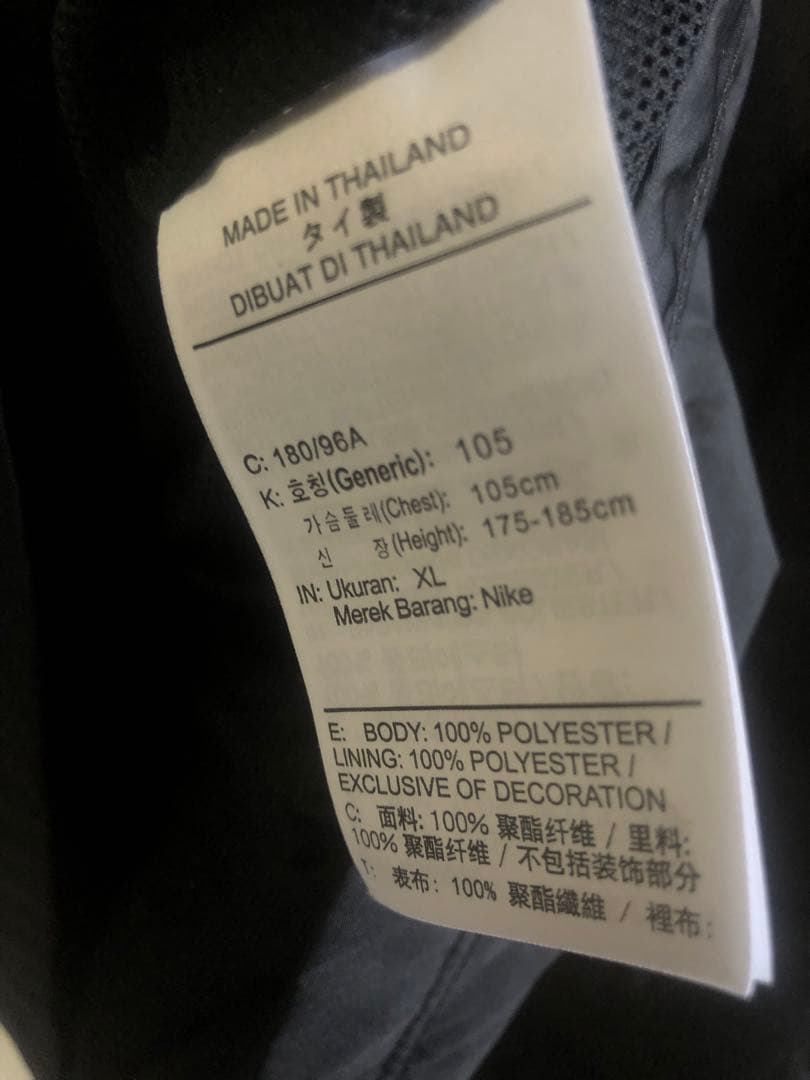 MADE IN THAILAND
タイ製
DIBUAT DI THAILAND
C: 180/96A
K: 호칭(Generic): 105
가슴둘레(Chest): 105cm
신 장(Height): 175-185cm
IN: Ukuran: XL
Merek Barang: Nike
E: BODY: 100% POLYESTER /
LINING: 100% POLYESTER /
EXCLUSIVE OF DECORATION
C: 面料: 100% 聚酯纤维 / 里料:
100% 聚酯纤维 / 不包括装饰部分
T: 表布: 100% 聚酯纖維 / 裡布: